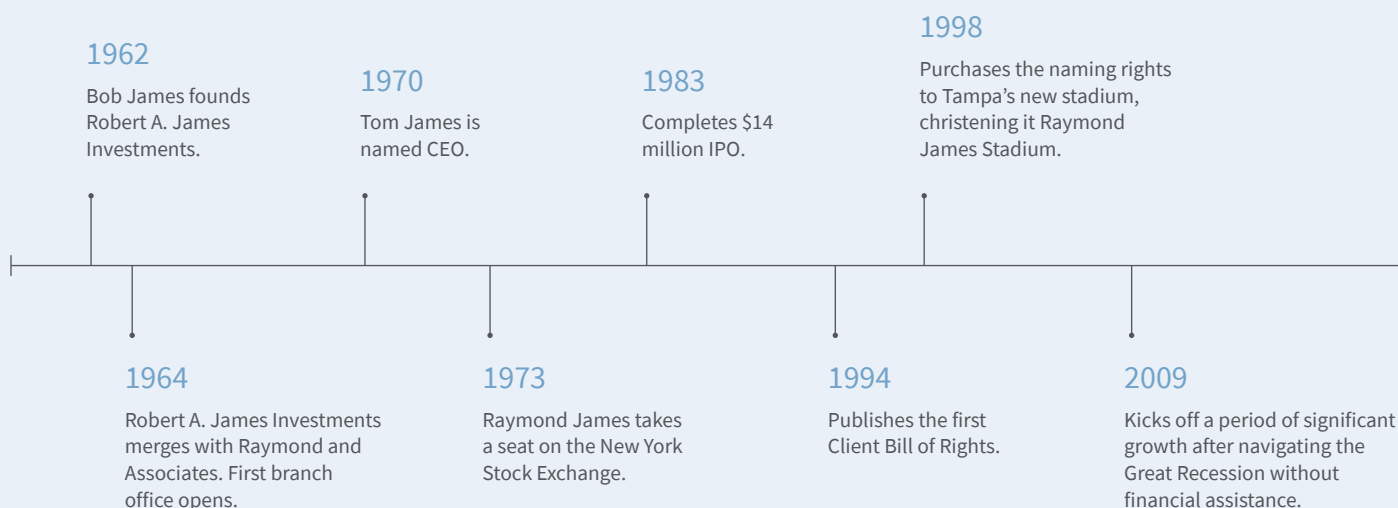 1962
Bob James founds
Robert A. James
Investments.
1964
Robert A. James Investments
merges with Raymond and
Associates. First branch
office opens.
1970
Tom James is
named CEO.
1973
Raymond James takes
a seat on the New York
Stock Exchange.
1983
Completes $14
million IPO.
1994
Publishes the first
Client Bill of Rights.
1998
Purchases the naming rights
to Tampa’s new stadium,
christening it Raymond
James Stadium.
2009
Kicks off a period of significant
growth after navigating the
Great Recession without
financial assistance.